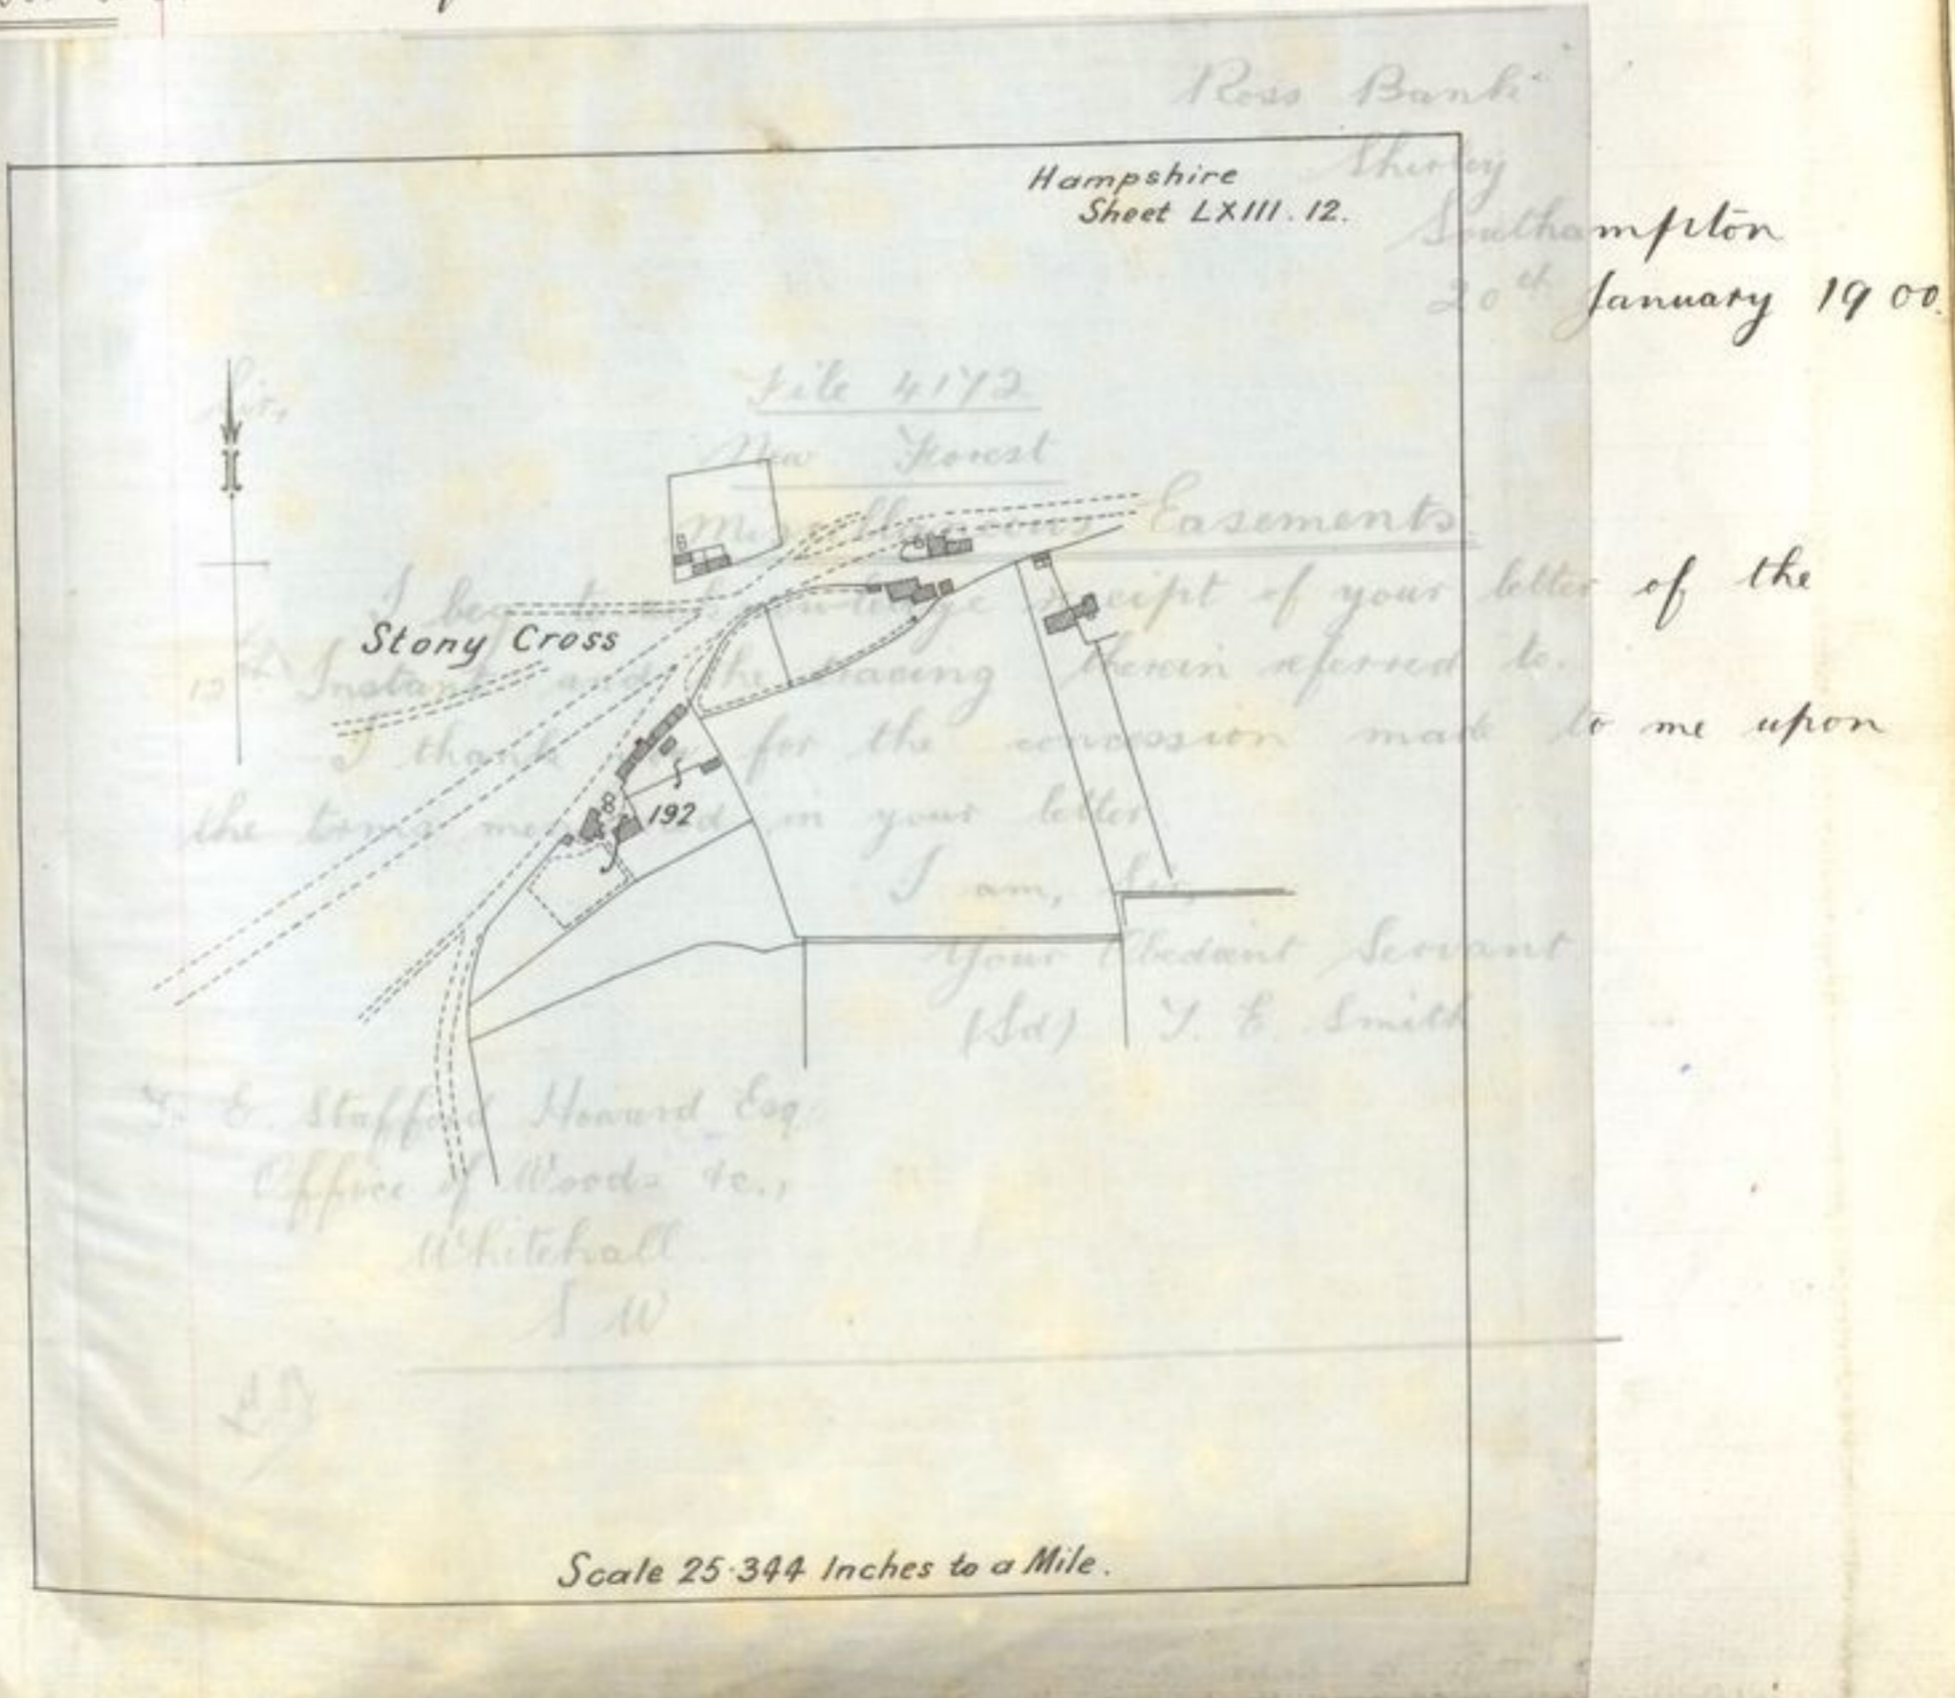 Ross Bank
Shirley
Southampton
20th January 1900.
Hampshire
Sheet LXIII. 12.
Sir,
File 4172
New Forest
Miscellaneous Easements.
I beg to acknowledge receipt of your letter of the
12th Instant and the tracing therein referred to.
I thank you for the concession made to me upon
the terms mentioned in your letter.
I am, Sir,
Your Obedient Servant
(Sd) T. E. Smith
Stony Cross
192
E. Stafford Howard Esq.
Office of Woods &c.,
Whitehall
S W
Scale 25.344 Inches to a Mile.